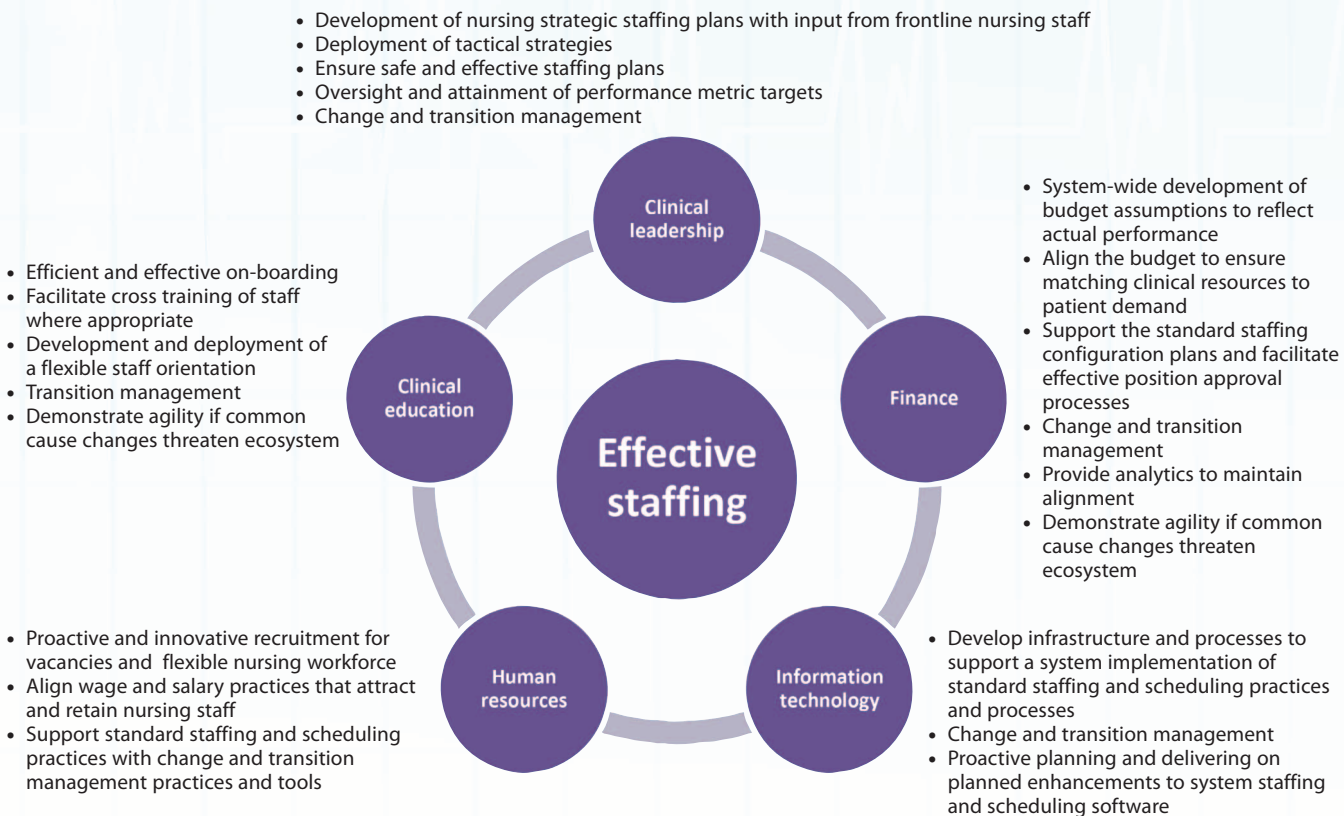 • Development of nursing strategic staffing plans with input from frontline nursing staff
• Deployment of tactical strategies
• Ensure safe and effective staffing plans
• Oversight and attainment of performance metric targets
• Change and transition management
Clinical
leadership
• System-wide development of
budget assumptions to reflect
actual performance
• Align the budget to ensure
matching clinical resources to
patient demand
• Support the standard staffing
configuration plans and facilitate
effective position approval
processes
• Change and transition
management
• Provide analytics to maintain
alignment
• Demonstrate agility if common
cause changes threaten
ecosystem
Finance
• Efficient and effective on-boarding
• Facilitate cross training of staff
where appropriate
• Development and deployment of
a flexible staff orientation
• Transition management
• Demonstrate agility if common
cause changes threaten ecosystem
Clinical
education
Effective
staffing
• Proactive and innovative recruitment for
vacancies and flexible nursing workforce
• Align wage and salary practices that attract
and retain nursing staff
• Support standard staffing and scheduling
practices with change and transition
management practices and tools
Human
resources
Information
technology
• Develop infrastructure and processes to
support a system implementation of
standard staffing and scheduling practices
and processes
• Change and transition management
• Proactive planning and delivering on
planned enhancements to system staffing
and scheduling software